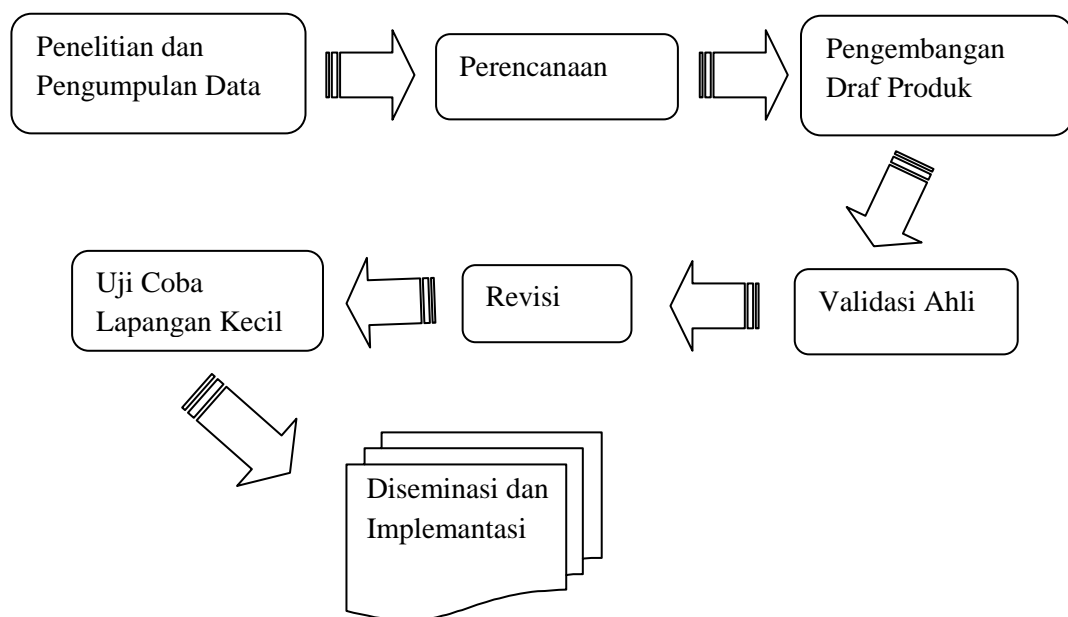 Penelitian dan
Pengumpulan Data
Perencanaan
Pengembangan
Draf Produk
Validasi Ahli
Revisi
Uji Coba
Lapangan Kecil
Diseminasi dan
Implemantasi